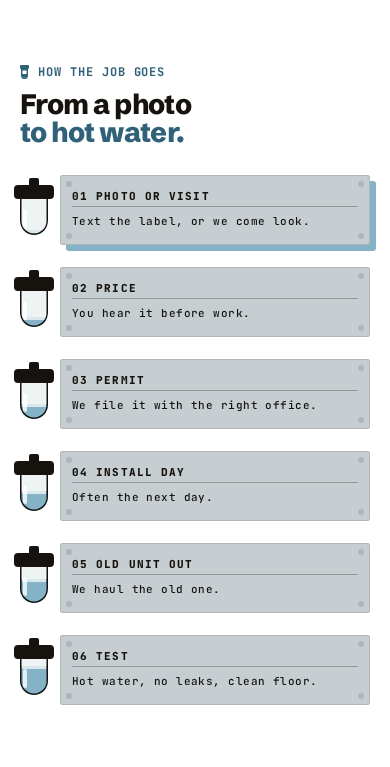 HOW THE JOB GOES
From a photo
to hot water.
01 PHOTO OR VISIT
Text the label, or we come look.
02 PRICE
You hear it before work.
03 PERMIT
We file it with the right office.
04 INSTALL DAY
Often the next day.
05 OLD UNIT OUT
We haul the old one.
06 TEST
Hot water, no leaks, clean floor.